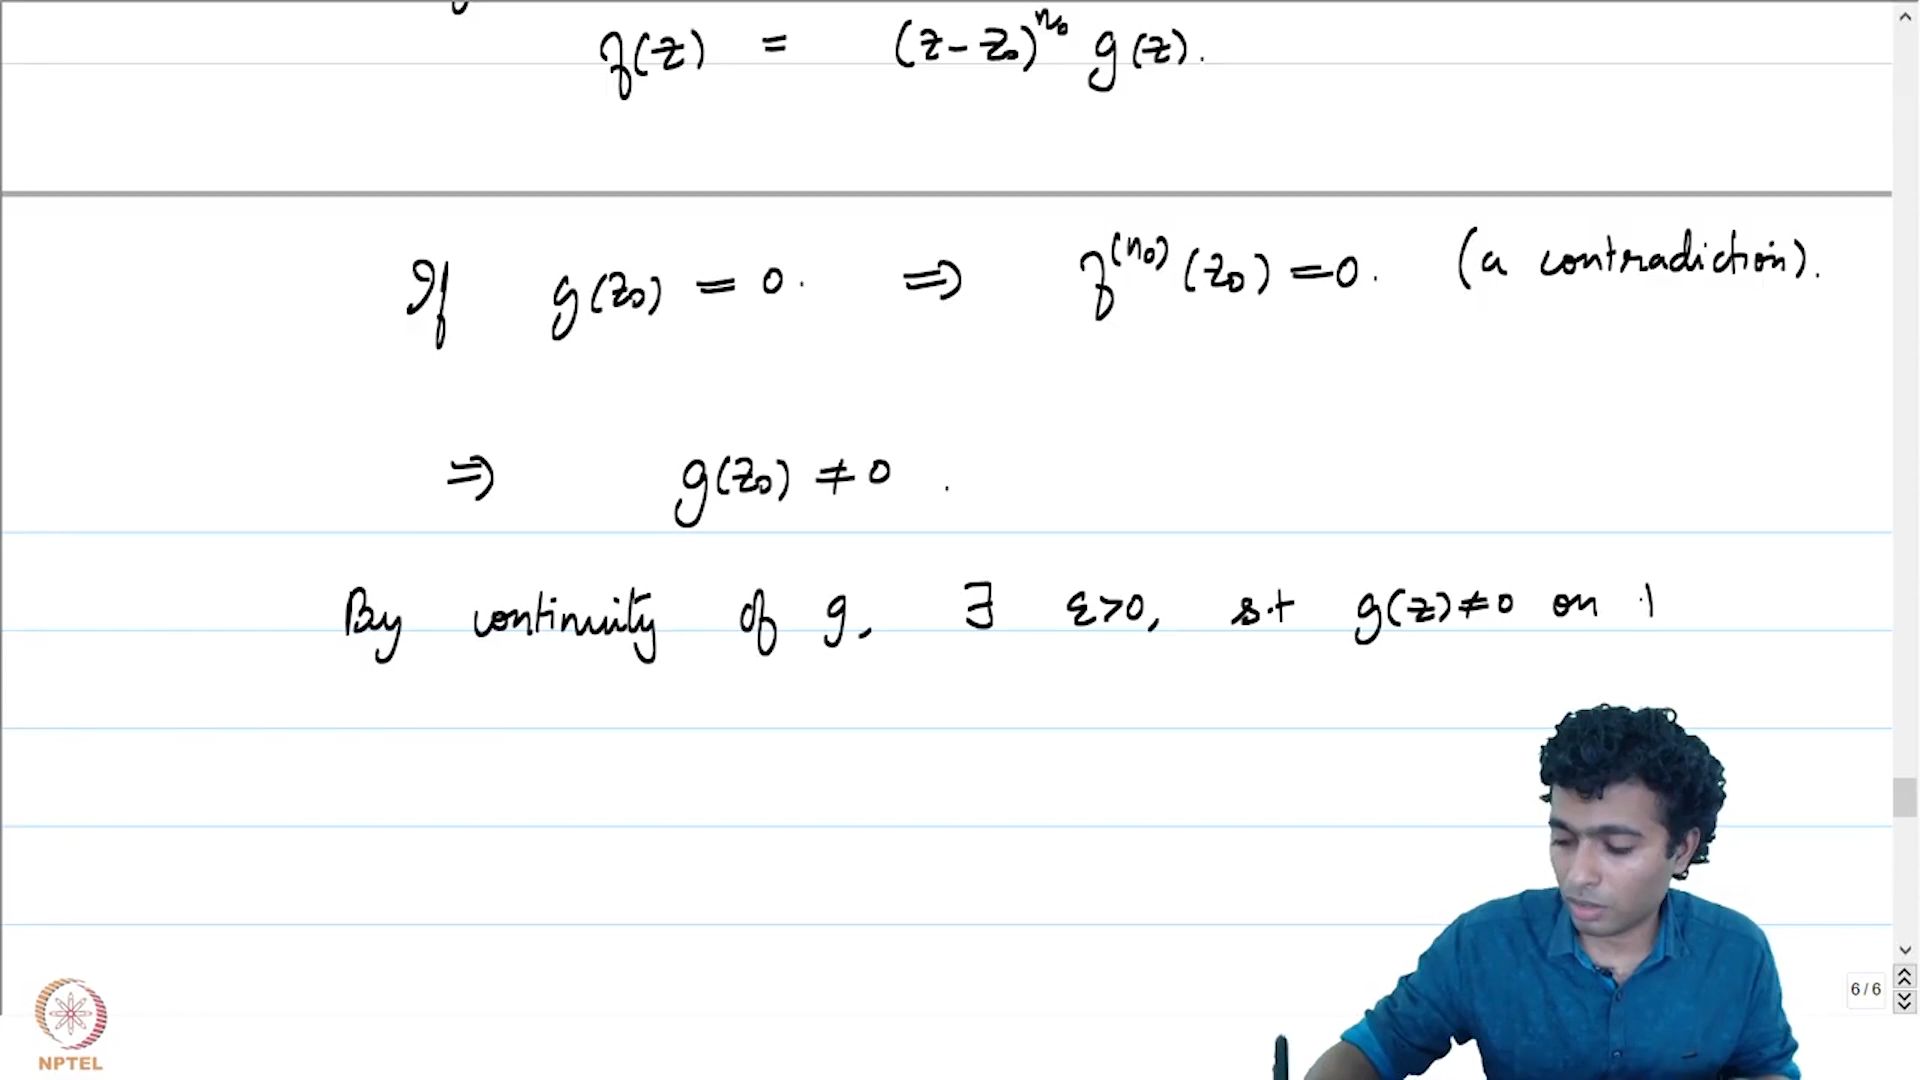 f(z) = (z-z₀)^n₀ g(z).
If g(z₀) = 0. ⇒ f^(n₀)(z₀) = 0. (a contradiction).
⇒ g(z₀) ≠ 0.
By continuity of g, ∃ ε>0, s.t g(z)≠0 on
6 / 6
NPTEL